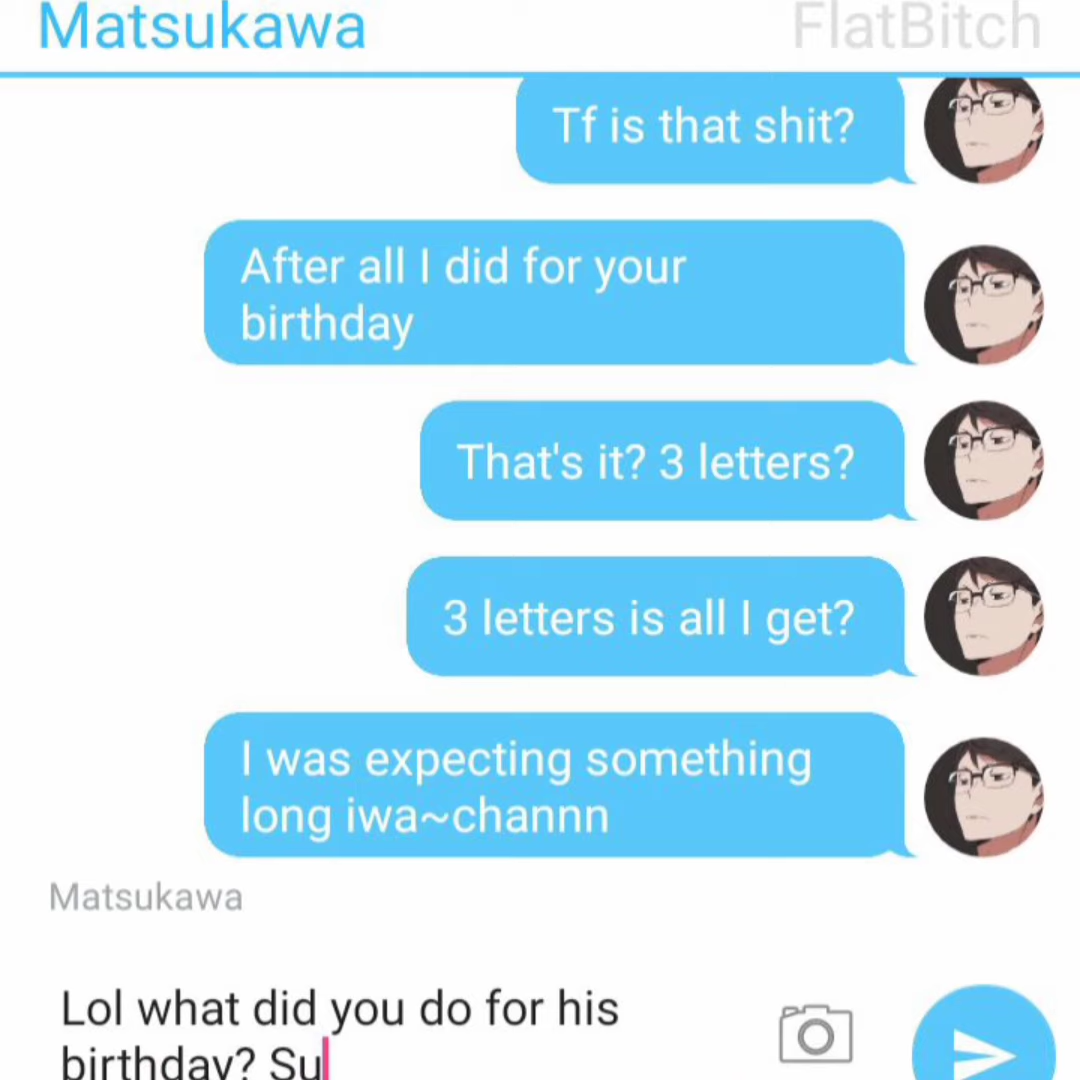 Matsukawa
FlatBitch
Tf is that shit?
After all I did for your
birthday
That's it? 3 letters?
3 letters is all I get?
I was expecting something
long iwa~channn
Matsukawa
Lol what did you do for his
birthday? Su